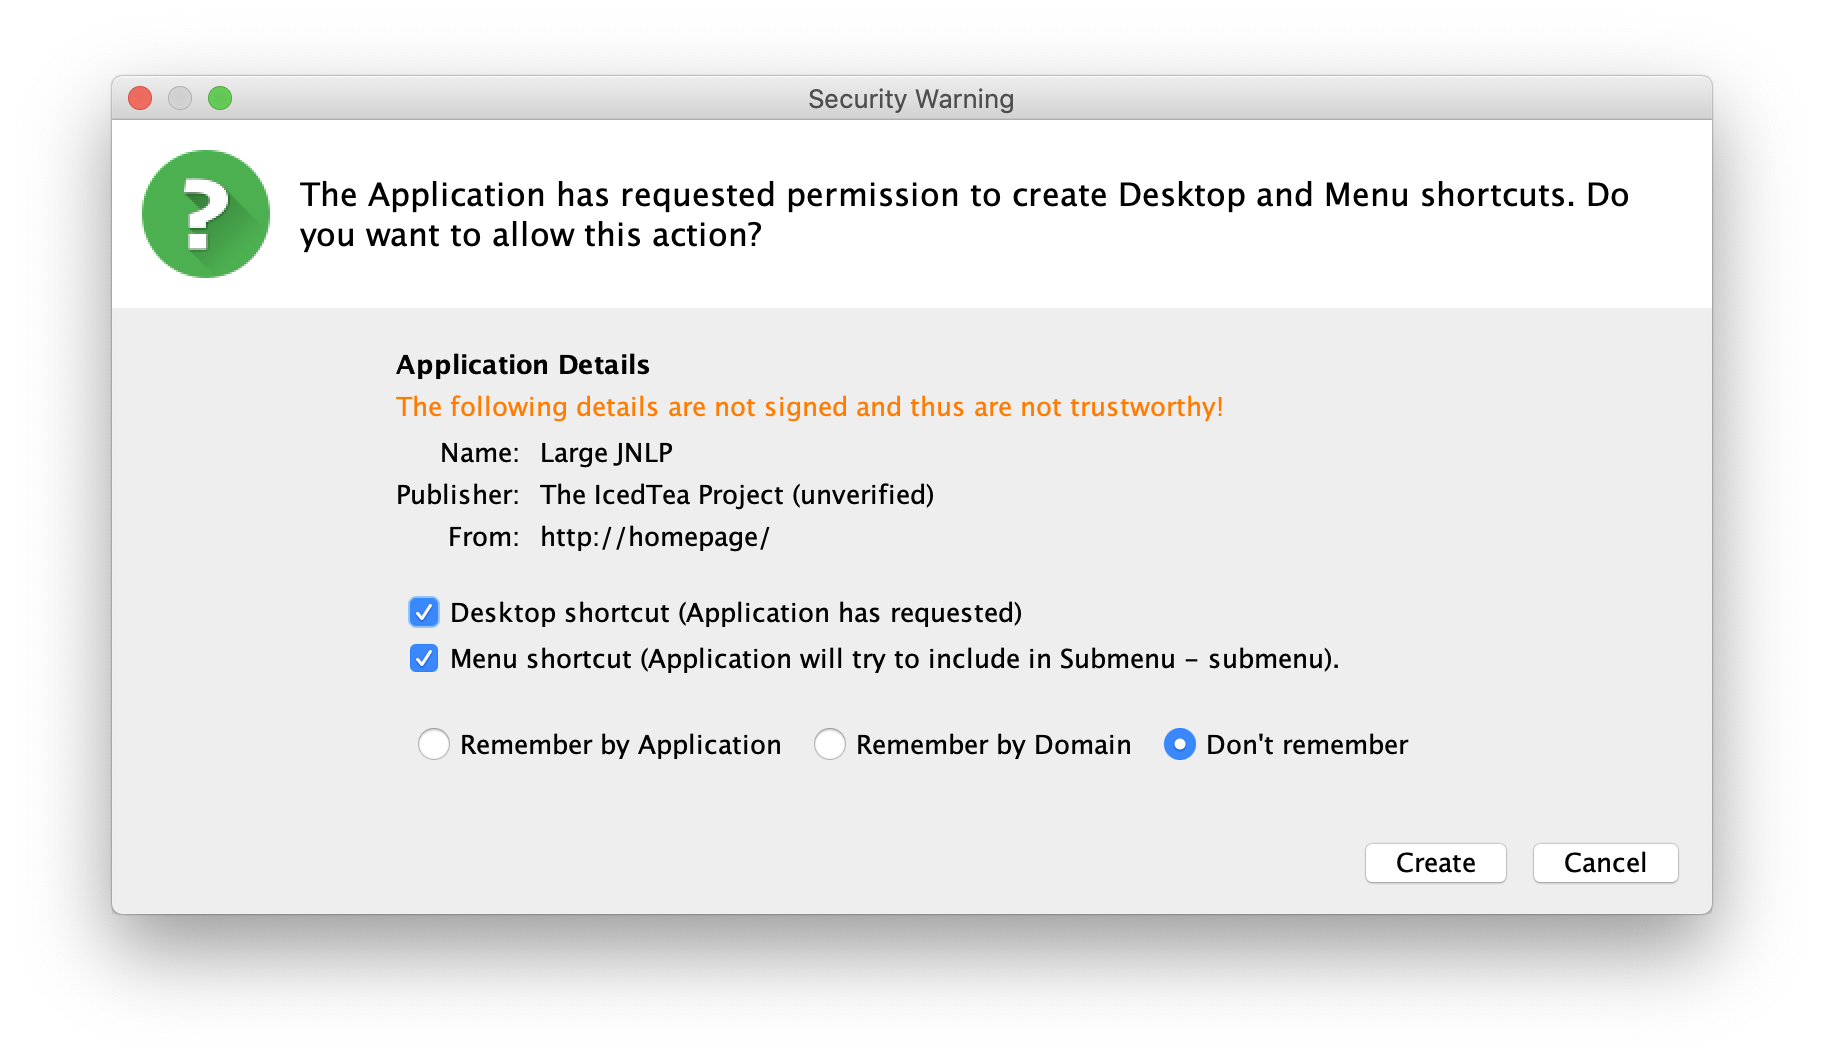 Security Warning
?
The Application has requested permission to create Desktop and Menu shortcuts. Do
you want to allow this action?
Application Details
The following details are not signed and thus are not trustworthy!
Name: Large JNLP
Publisher: The IcedTea Project (unverified)
From: http://homepage/
Desktop shortcut (Application has requested)
Menu shortcut (Application will try to include in Submenu – submenu).
Remember by Application Remember by Domain Don't remember
Create Cancel